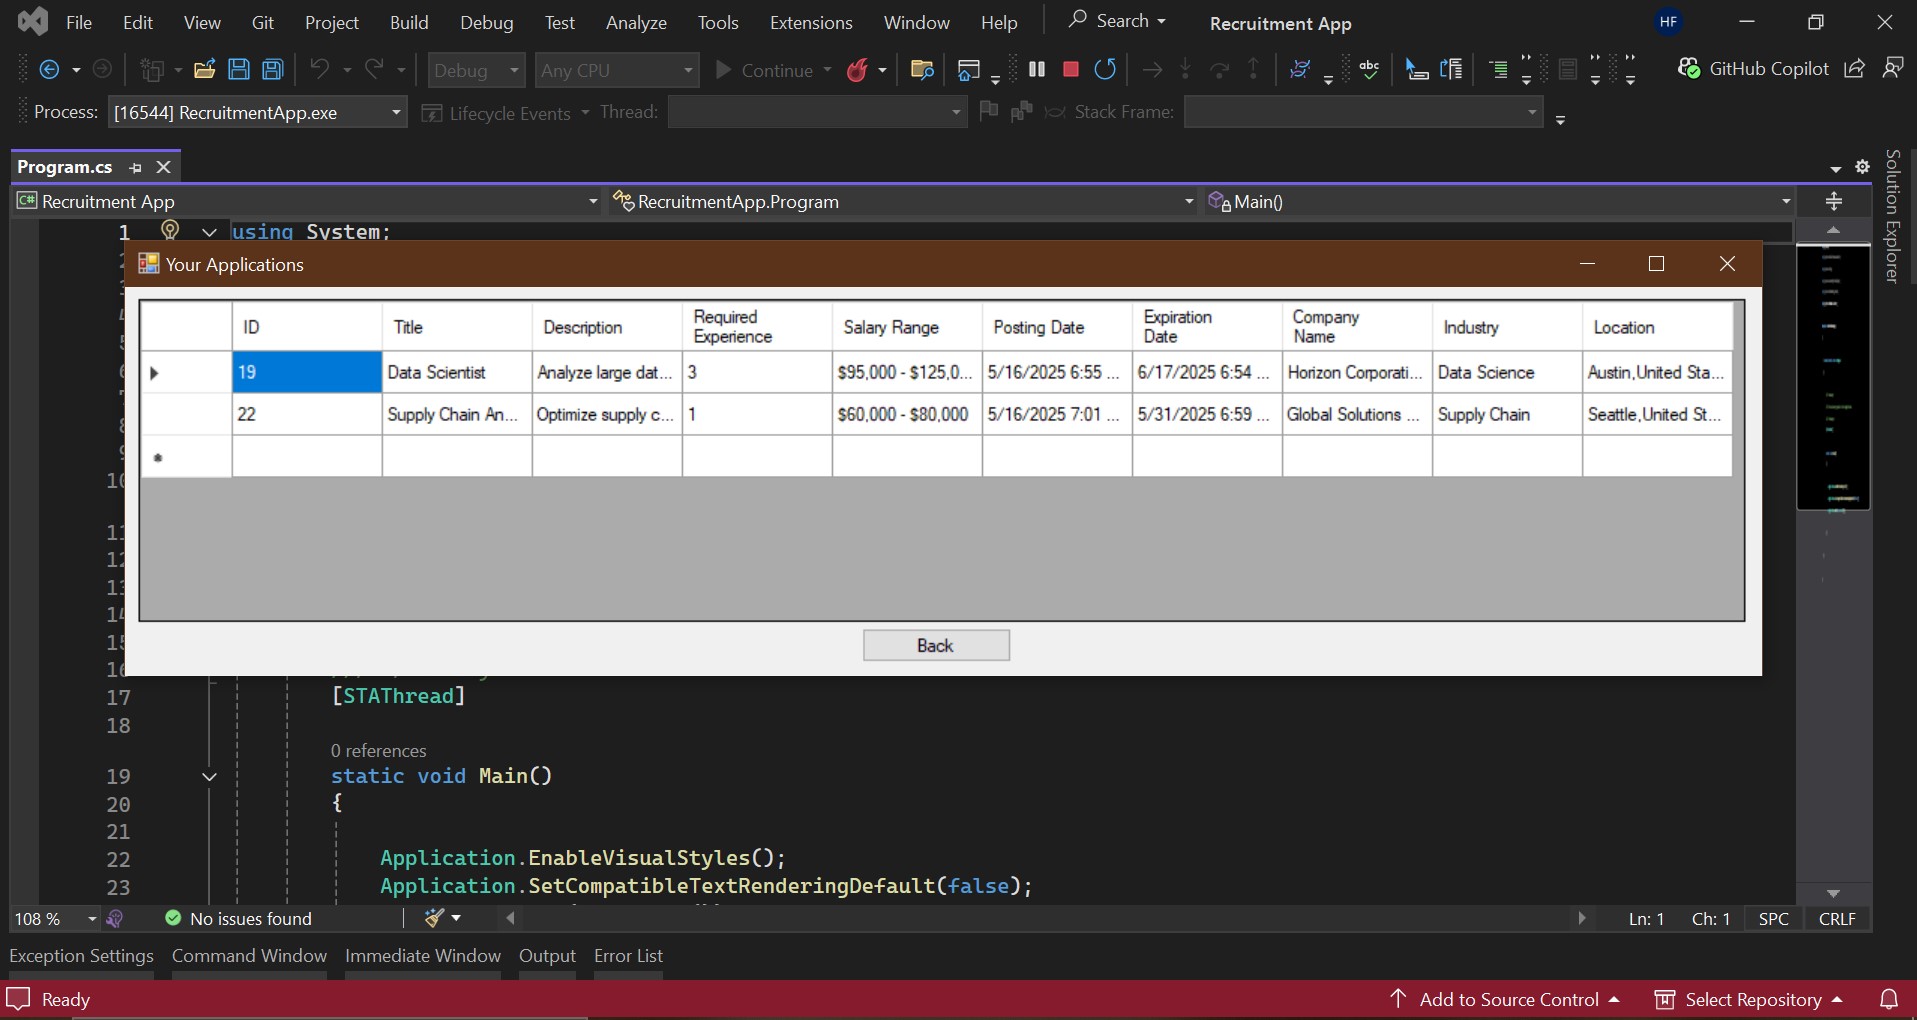 File Edit View Git Project Build Debug Test Analyze Tools Extensions Window Help Search Recruitment App HF
Debug Any CPU Continue abc GitHub Copilot
Process: [16544] RecruitmentApp.exe Lifecycle Events Thread: Stack Frame:
Program.cs
C# Recruitment App RecruitmentApp.Program Main()
Solution Explorer
1 using System;
Your Applications
ID Title Description Required Experience Salary Range Posting Date Expiration Date Company Name Industry Location
19 Data Scientist Analyze large dat... 3 $95,000 - $125,0... 5/16/2025 6:55 ... 6/17/2025 6:54 ... Horizon Corporati... Data Science Austin,United Sta...
22 Supply Chain An... Optimize supply c... 1 $60,000 - $80,000 5/16/2025 7:01 ... 5/31/2025 6:59 ... Global Solutions ... Supply Chain Seattle,United St...
Back
17 [STAThread]
18
0 references
19 static void Main()
20 {
21
22 Application.EnableVisualStyles();
23 Application.SetCompatibleTextRenderingDefault(false);
108 % No issues found Ln: 1 Ch: 1 SPC CRLF
Exception Settings Command Window Immediate Window Output Error List
Ready Add to Source Control Select Repository